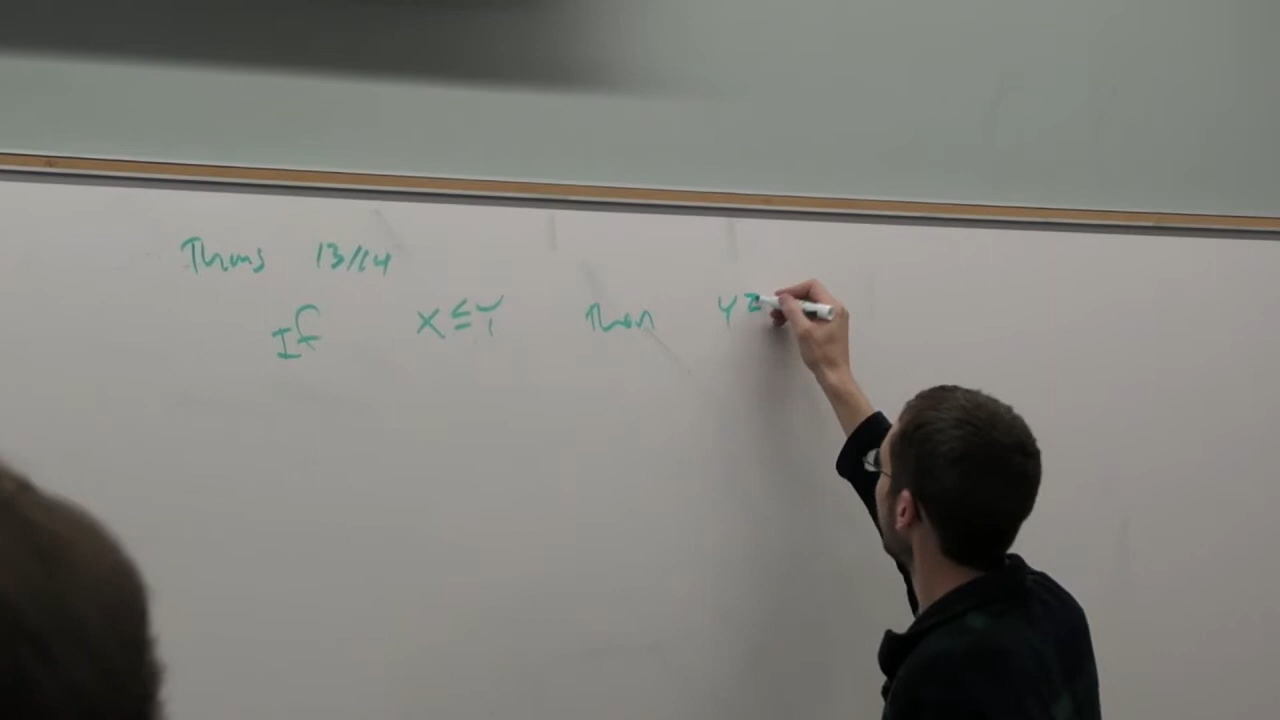 Thms 13/14
If X ≤ Y Then Y